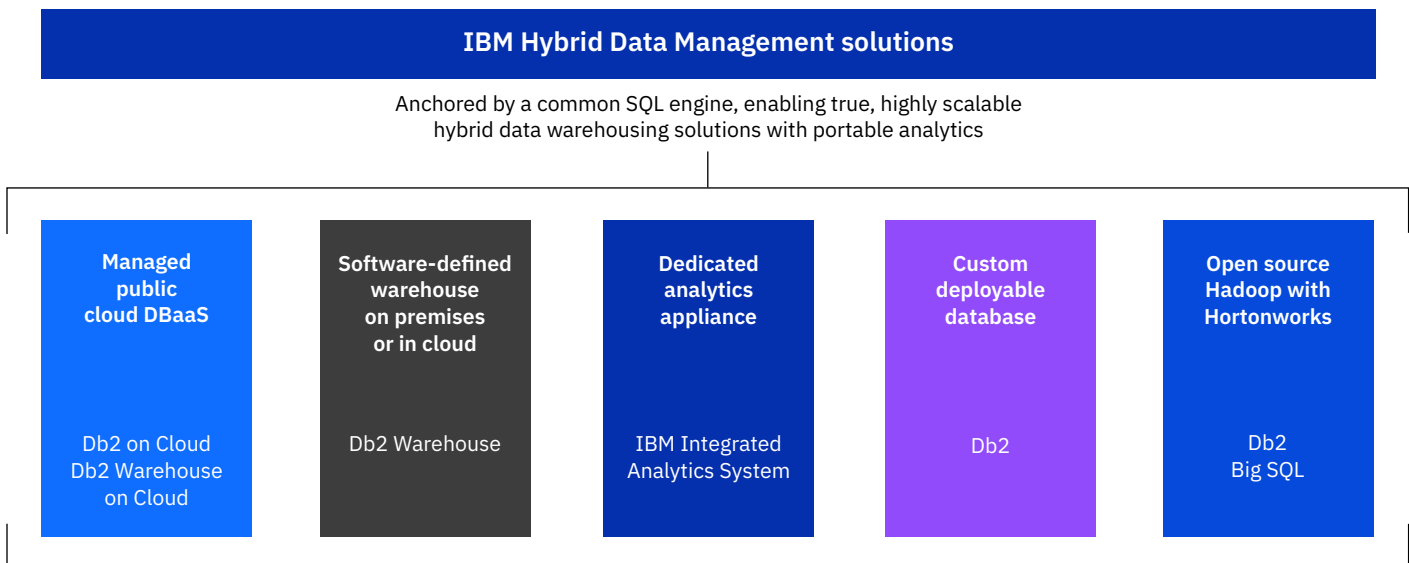 IBM Hybrid Data Management solutions
Anchored by a common SQL engine, enabling true, highly scalable
hybrid data warehousing solutions with portable analytics
Managed
public
cloud DBaaS
Db2 on Cloud
Db2 Warehouse
on Cloud
Software-defined
warehouse
on premises
or in cloud
Db2 Warehouse
Dedicated
analytics
appliance
IBM Integrated
Analytics System
Custom
deployable
database
Db2
Open source
Hadoop with
Hortonworks
Db2
Big SQL